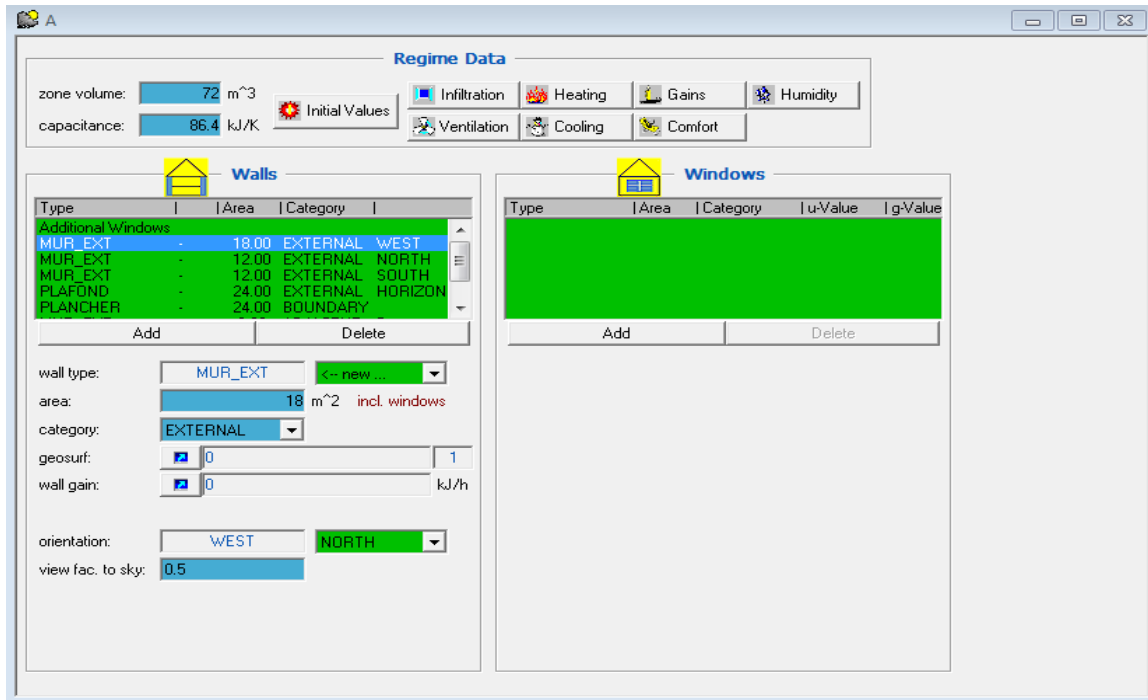 A
Regime Data
zone volume: 72 m^3
capacitance: 86.4 kJ/K
Initial Values
Infiltration Heating Gains Humidity
Ventilation Cooling Comfort
Walls
Type | | Area | Category |
Additional Windows
MUR_EXT - 18.00 EXTERNAL WEST
MUR_EXT - 12.00 EXTERNAL NORTH
MUR_EXT - 12.00 EXTERNAL SOUTH
PLAFOND - 24.00 EXTERNAL HORIZON
PLANCHER - 24.00 BOUNDARY
Add Delete
wall type: MUR_EXT <-- new ...
area: 18 m^2 incl. windows
category: EXTERNAL
geosurf: 0 1
wall gain: 0 kJ/h
orientation: WEST NORTH
view fac. to sky: 0.5
Windows
Type | Area | Category | u-Value | g-Value
Add Delete